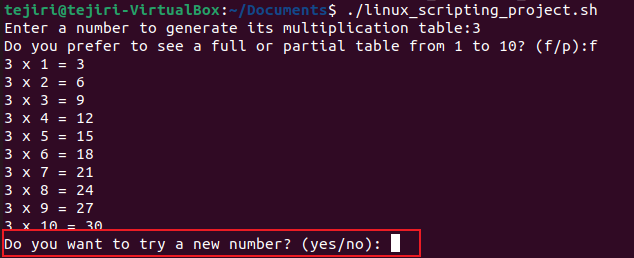 tejiri@tejiri-VirtualBox:~/Documents$ ./linux_scripting_project.sh
Enter a number to generate its multiplication table:3
Do you prefer to see a full or partial table from 1 to 10? (f/p):f
3 x 1 = 3
3 x 2 = 6
3 x 3 = 9
3 x 4 = 12
3 x 5 = 15
3 x 6 = 18
3 x 7 = 21
3 x 8 = 24
3 x 9 = 27
3 x 10 = 30
Do you want to try a new number? (yes/no):